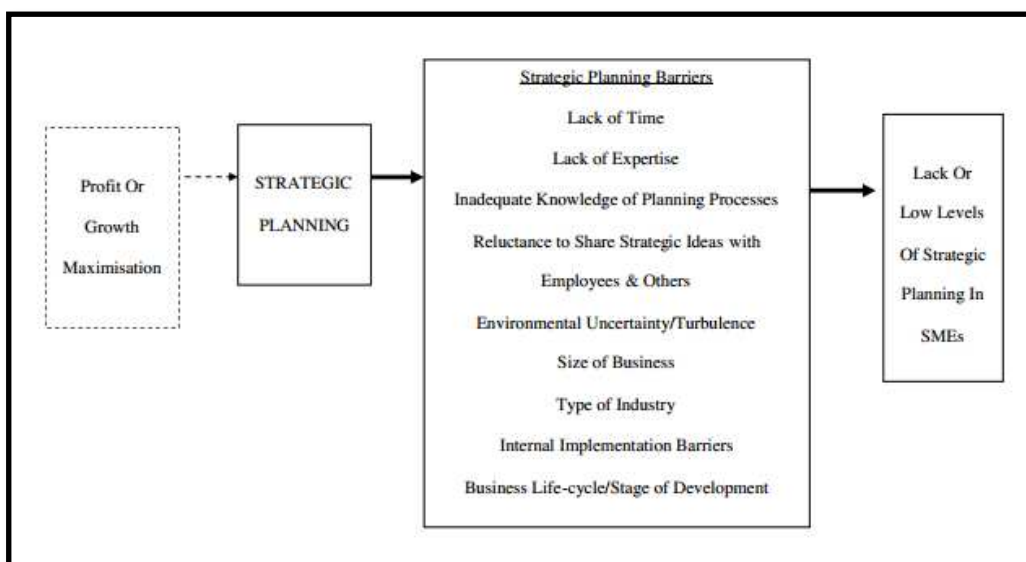 Profit Or
Growth
Maximisation
STRATEGIC
PLANNING
Strategic Planning Barriers
Lack of Time
Lack of Expertise
Inadequate Knowledge of Planning Processes
Reluctance to Share Strategic Ideas with
Employees & Others
Environmental Uncertainty/Turbulence
Size of Business
Type of Industry
Internal Implementation Barriers
Business Life-cycle/Stage of Development
Lack Or
Low Levels
Of Strategic
Planning In
SMEs